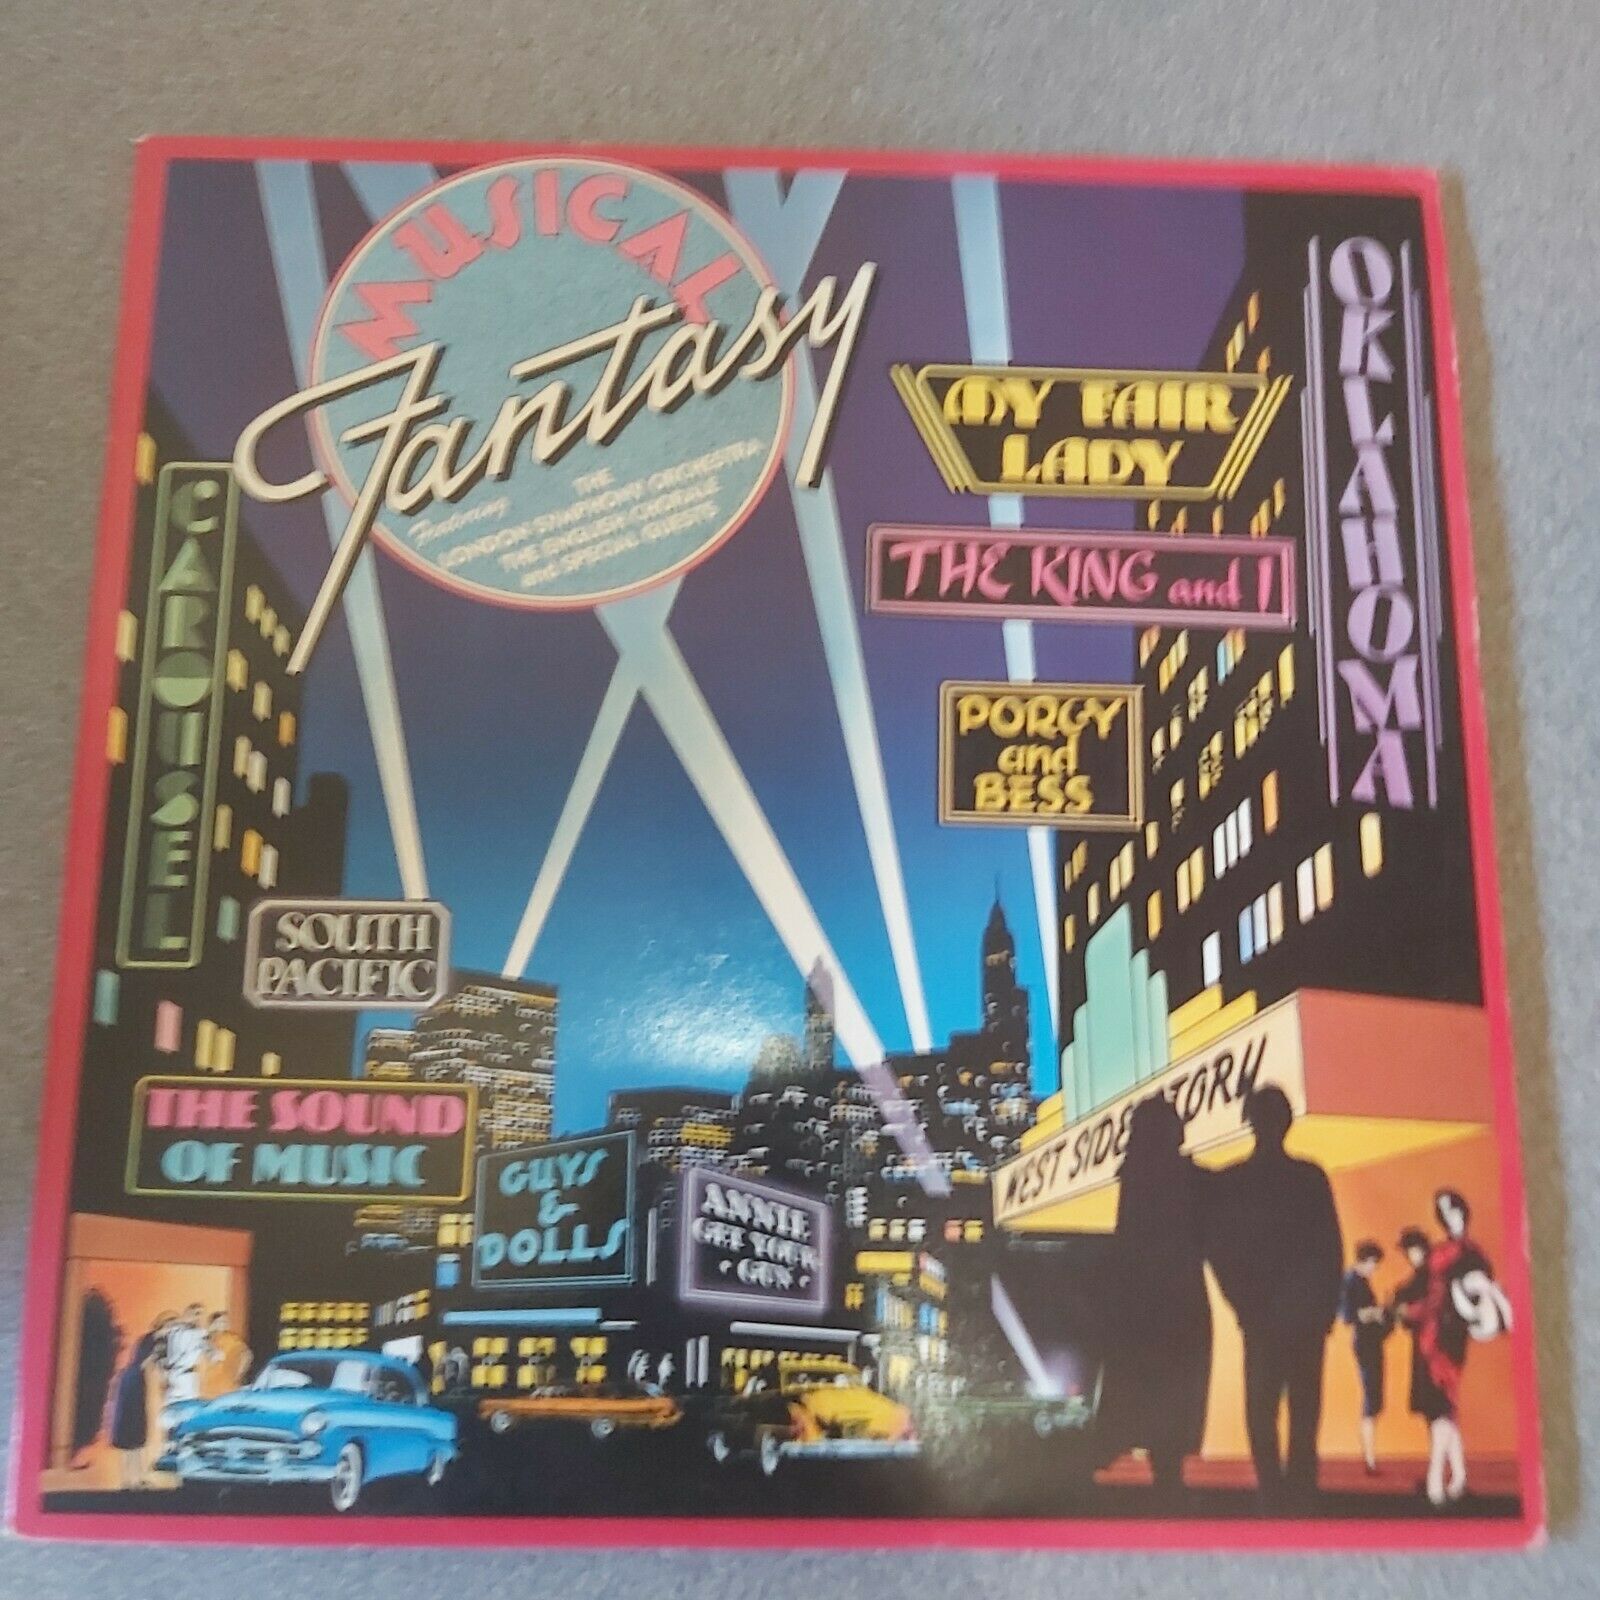 MUSICAL
Fantasy
Featuring
THE
LONDON SYMPHONY ORCHESTRA
THE ENGLISH CHORALE
and SPECIAL GUESTS
OKLAHOMA
MY FAIR
LADY
THE KING and I
PORGY
and
BESS
CAROUSEL
SOUTH
PACIFIC
THE SOUND
OF MUSIC
GUYS
&
DOLLS
ANNIE
GET YOUR
GUN
WEST SIDE STORY